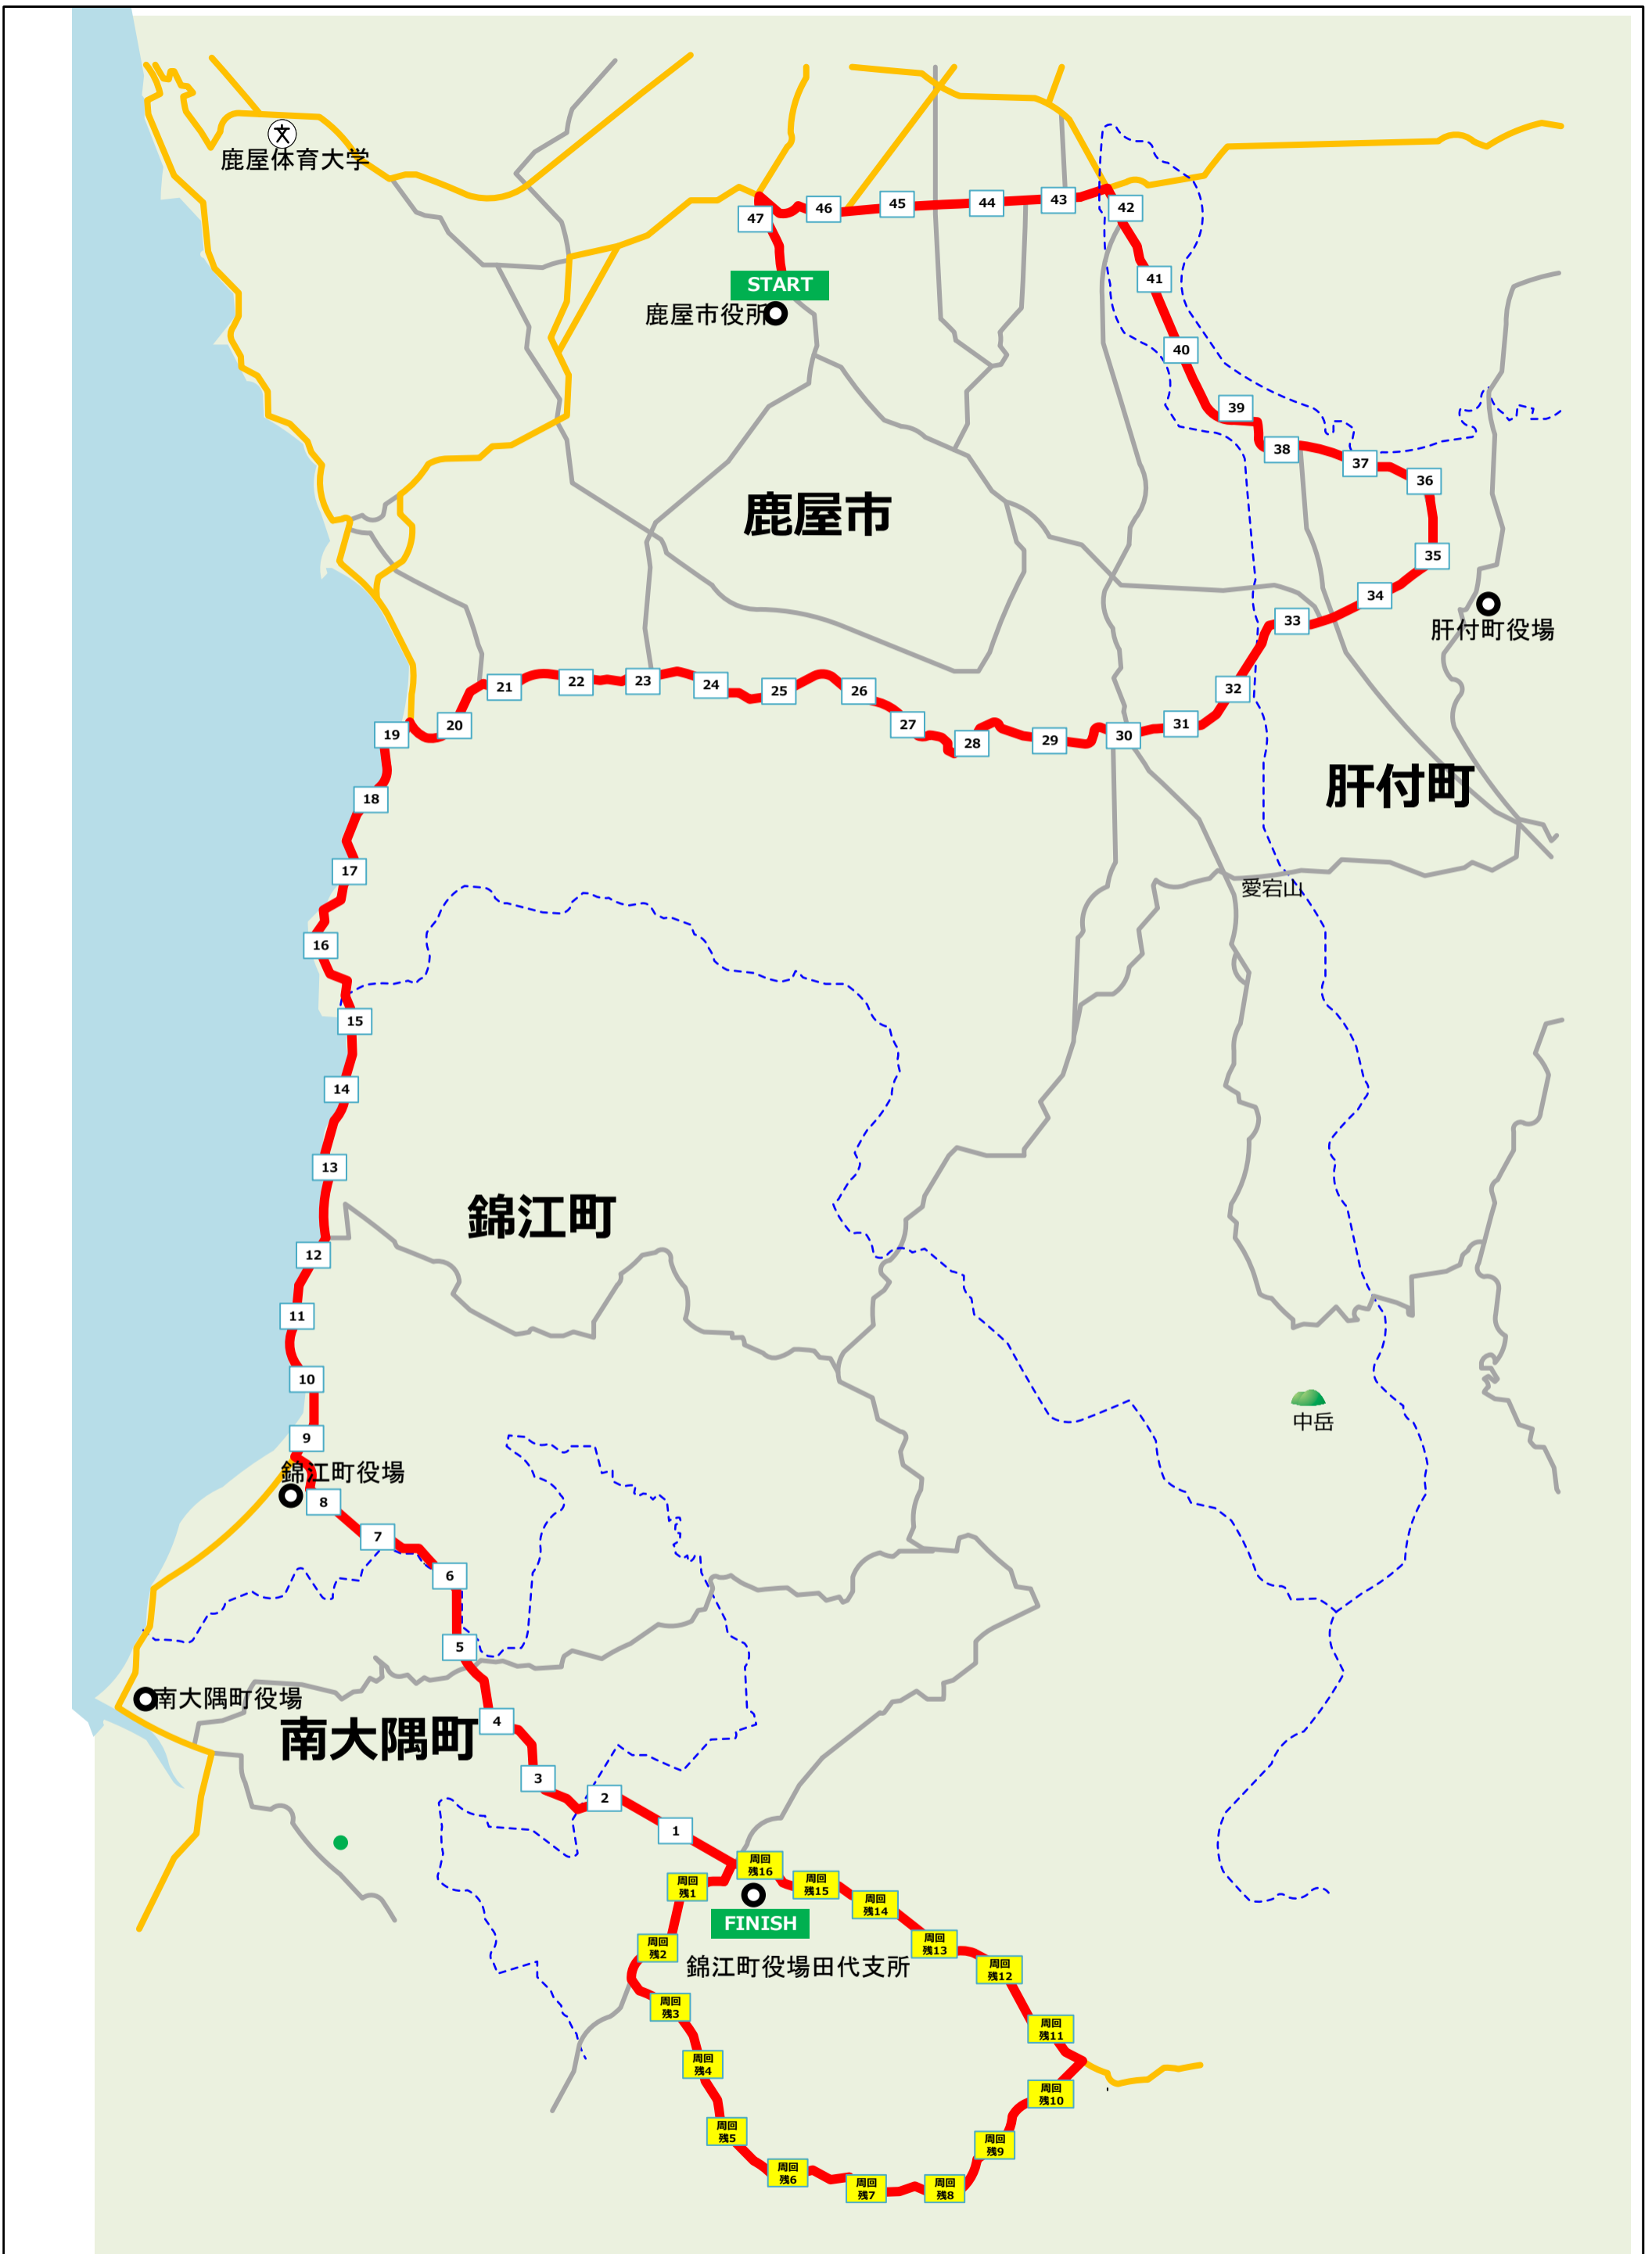 文
鹿屋体育大学
47
46
45
44
43
42
START
鹿屋市役所
41
40
39
38
37
36
鹿屋市
35
34
33
肝付町役場
32
31
30
29
28
27
26
25
24
23
22
21
20
19
肝付町
18
17
愛宕山
16
15
14
13
錦江町
12
11
10
中岳
9
錦江町役場
8
7
6
5
南大隅町役場
南大隅町
4
3
2
1
周回
残16
周回
残15
周回
残14
周回
残13
周回
残12
周回
残11
周回
残10
周回
残9
周回
残8
周回
残7
周回
残6
周回
残5
周回
残4
周回
残3
周回
残2
周回
残1
FINISH
錦江町役場田代支所